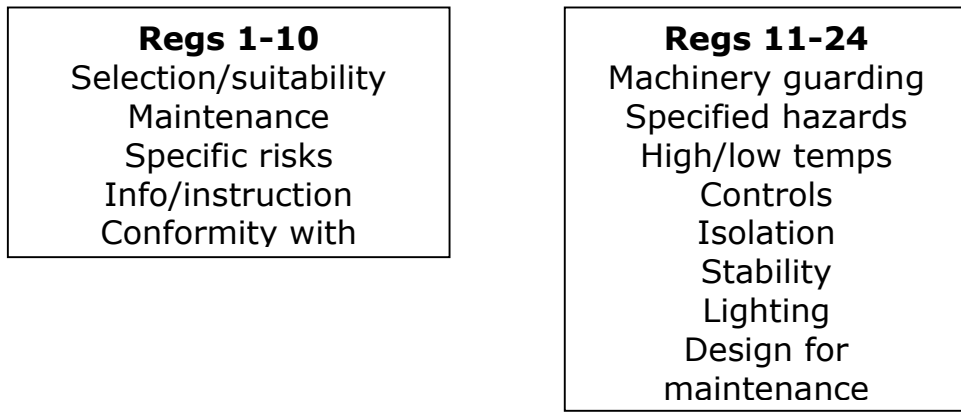 Regs 1-10
Selection/suitability
Maintenance
Specific risks
Info/instruction
Conformity with
Regs 11-24
Machinery guarding
Specified hazards
High/low temps
Controls
Isolation
Stability
Lighting
Design for
maintenance